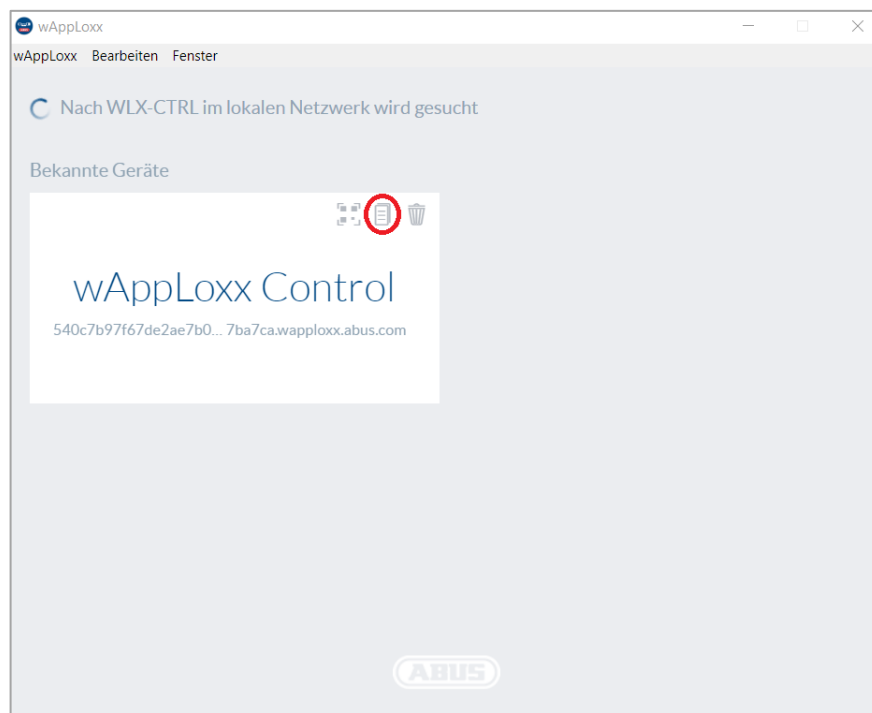 wAppLoxx
wAppLoxx Bearbeiten Fenster
Nach WLX-CTRL im lokalen Netzwerk wird gesucht
Bekannte Geräte
wAppLoxx Control
540c7b97f67de2ae7b0... 7ba7ca.wapploxx.abus.com
ABUS